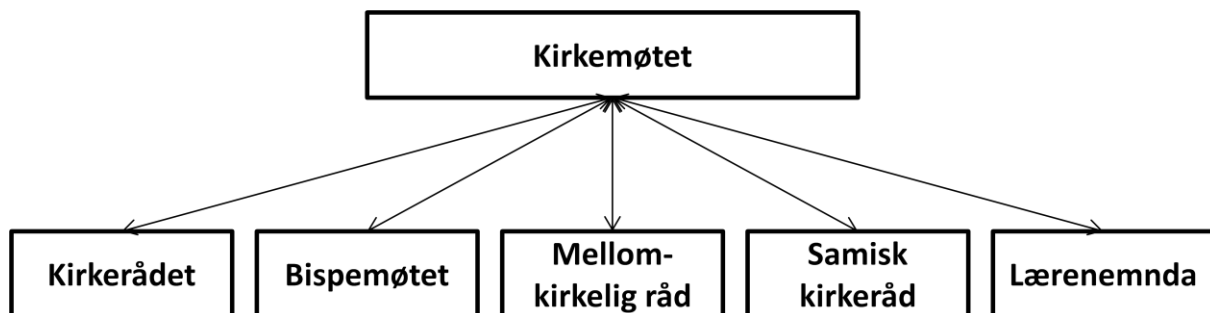 Kirkemøtet
Kirkerådet
Bispemøtet
Mellom-
kirkelig råd
Samisk
kirkeråd
Lærenemnda